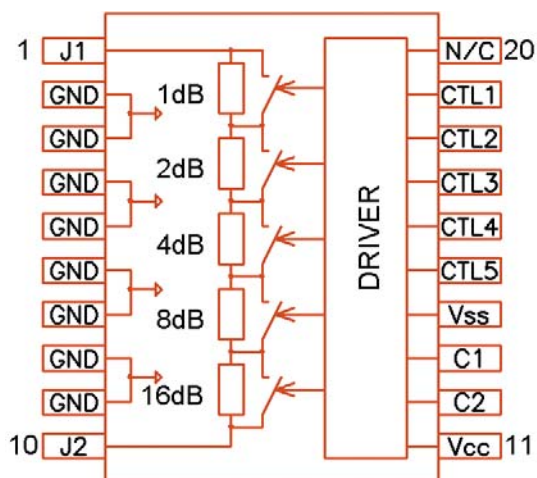 1 J1
GND
GND
GND
GND
GND
GND
GND
GND
10 J2
1dB
2dB
4dB
8dB
16dB
DRIVER
N/C 20
CTL1
CTL2
CTL3
CTL4
CTL5
Vss
C1
C2
Vcc 11